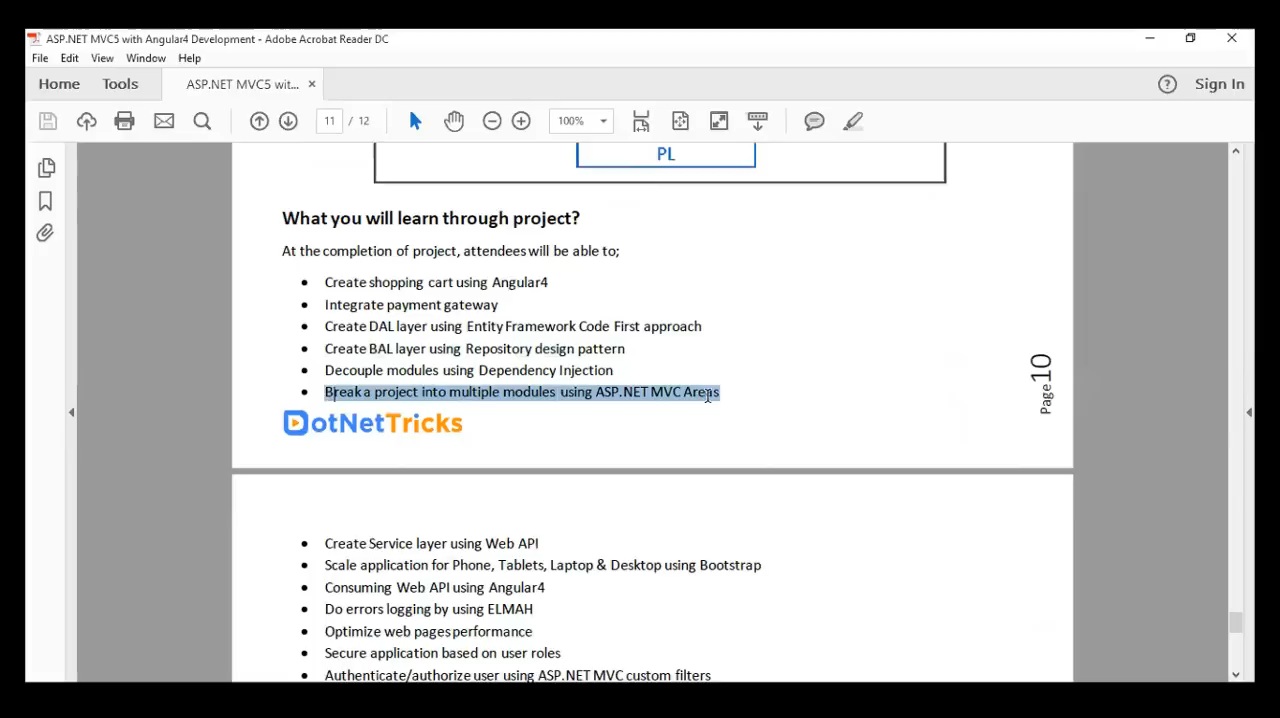 ASP.NET MVC5 with Angular4 Development - Adobe Acrobat Reader DC
File Edit View Window Help
Home Tools ASP.NET MVC5 wit... × Sign In
11 / 12 100%
PL
What you will learn through project?
At the completion of project, attendees will be able to;
• Create shopping cart using Angular4
• Integrate payment gateway
• Create DAL layer using Entity Framework Code First approach
• Create BAL layer using Repository design pattern
• Decouple modules using Dependency Injection
• Break a project into multiple modules using ASP.NET MVC Areas
Page10
DotNetTricks
• Create Service layer using Web API
• Scale application for Phone, Tablets, Laptop & Desktop using Bootstrap
• Consuming Web API using Angular4
• Do errors logging by using ELMAH
• Optimize web pages performance
• Secure application based on user roles
• Authenticate/authorize user using ASP.NET MVC custom filters